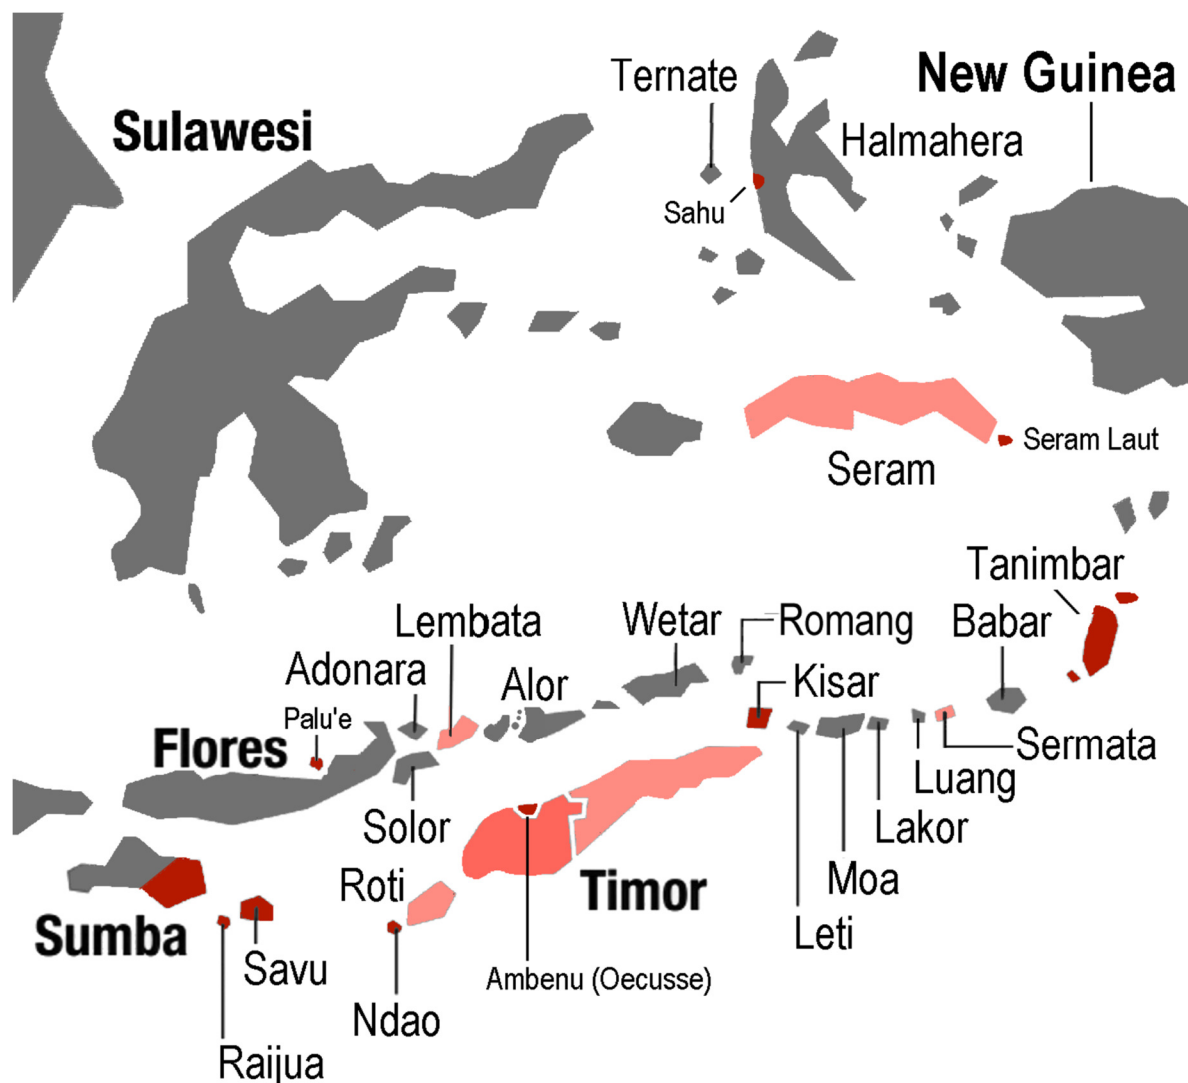 Ternate
New Guinea
Sulawesi
Halmahera
Sahu
Seram
Seram Laut
Tanimbar
Lembata
Wetar
Romang
Babar
Adonara
Alor
Kisar
Palu'e
Flores
Sermata
Luang
Solor
Lakor
Roti
Timor
Moa
Sumba
Leti
Savu
Ambenu (Oecusse)
Ndao
Raijua